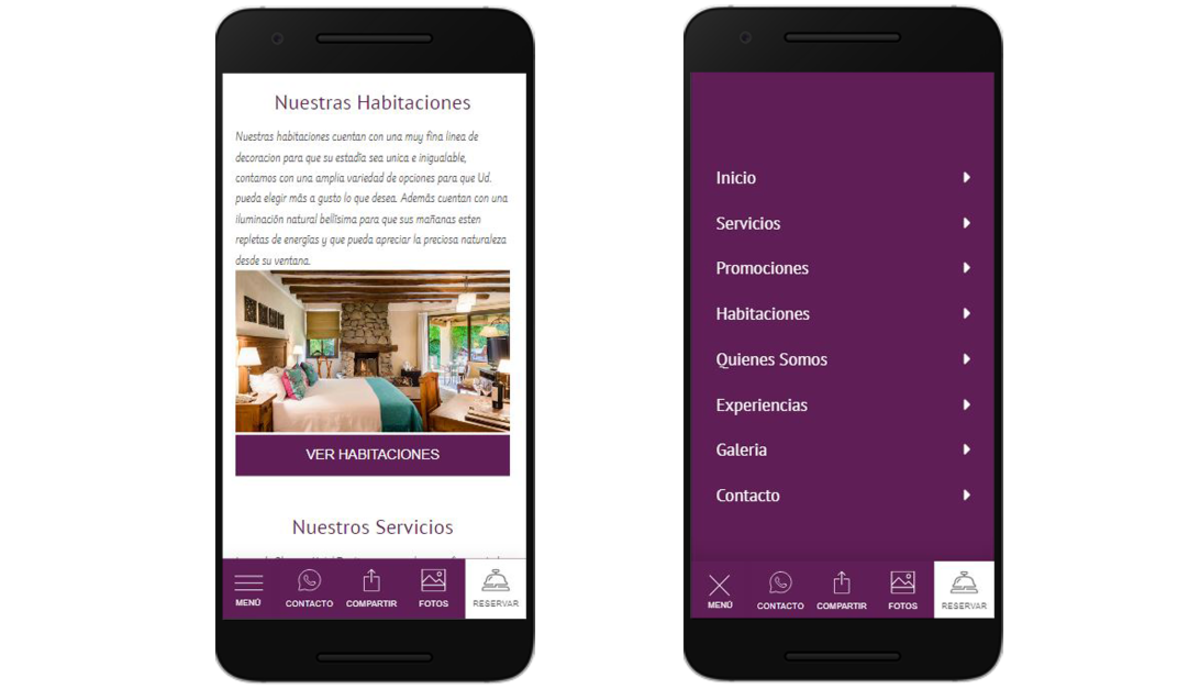 Nuestras Habitaciones
Nuestras habitaciones cuentan con una muy fina linea de
decoracion para que su estadía sea unica e inigualable,
contamos con una amplia variedad de opciones para que Ud.
pueda elegir más a gusto lo que desea. Además cuentan con una
iluminación natural bellísima para que sus mañanas esten
repletas de energías y que pueda apreciar la preciosa naturaleza
desde su ventana.
VER HABITACIONES
Nuestros Servicios
MENÚ CONTACTO COMPARTIR FOTOS RESERVAR
Inicio
Servicios
Promociones
Habitaciones
Quienes Somos
Experiencias
Galeria
Contacto
MENÚ CONTACTO COMPARTIR FOTOS RESERVAR